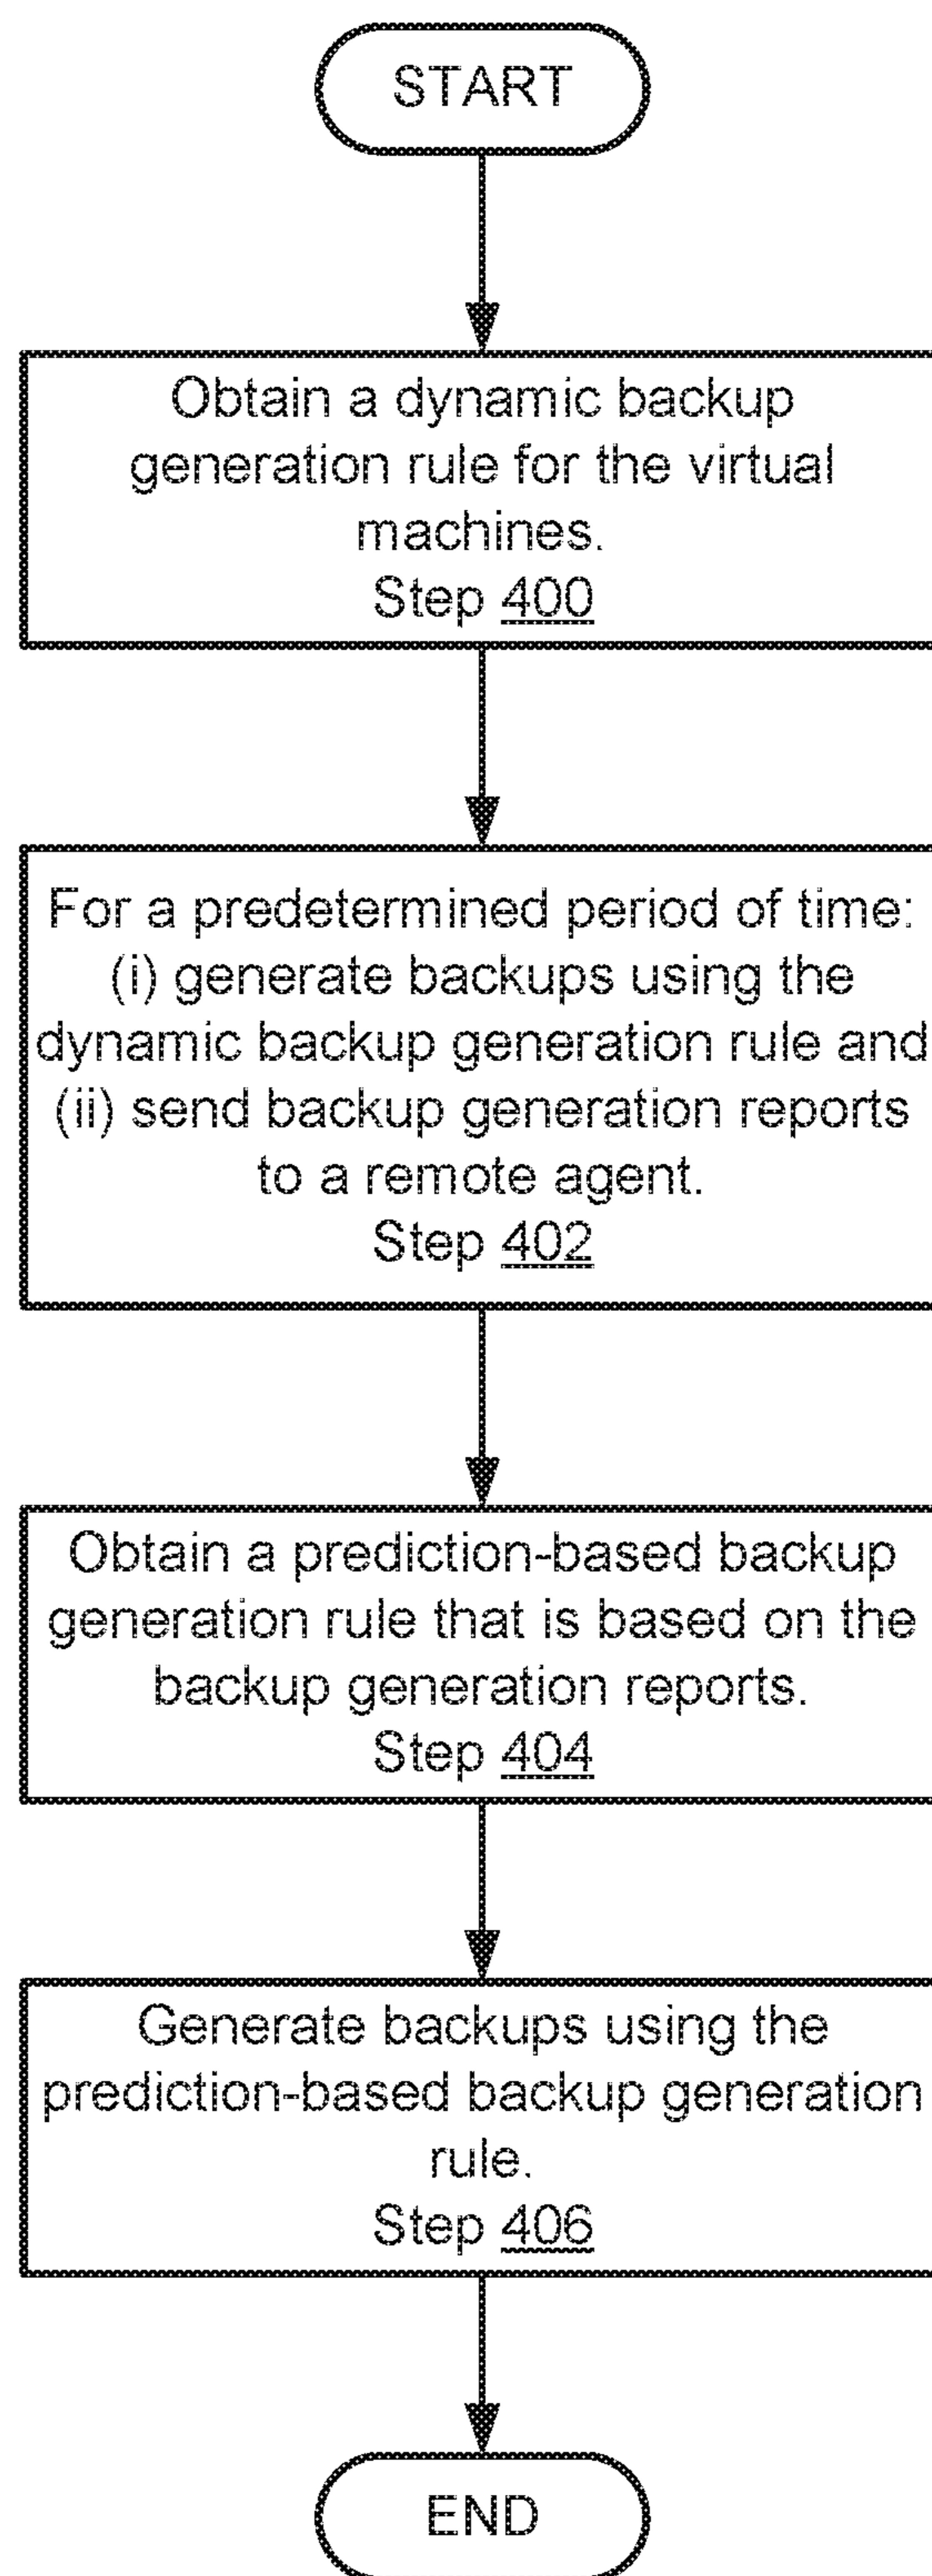 START
Obtain a dynamic backup
generation rule for the virtual
machines.
Step 400
For a predetermined period of time:
(i) generate backups using the
dynamic backup generation rule and
(ii) send backup generation reports
to a remote agent.
Step 402
Obtain a prediction-based backup
generation rule that is based on the
backup generation reports.
Step 404
Generate backups using the
prediction-based backup generation
rule.
Step 406
END